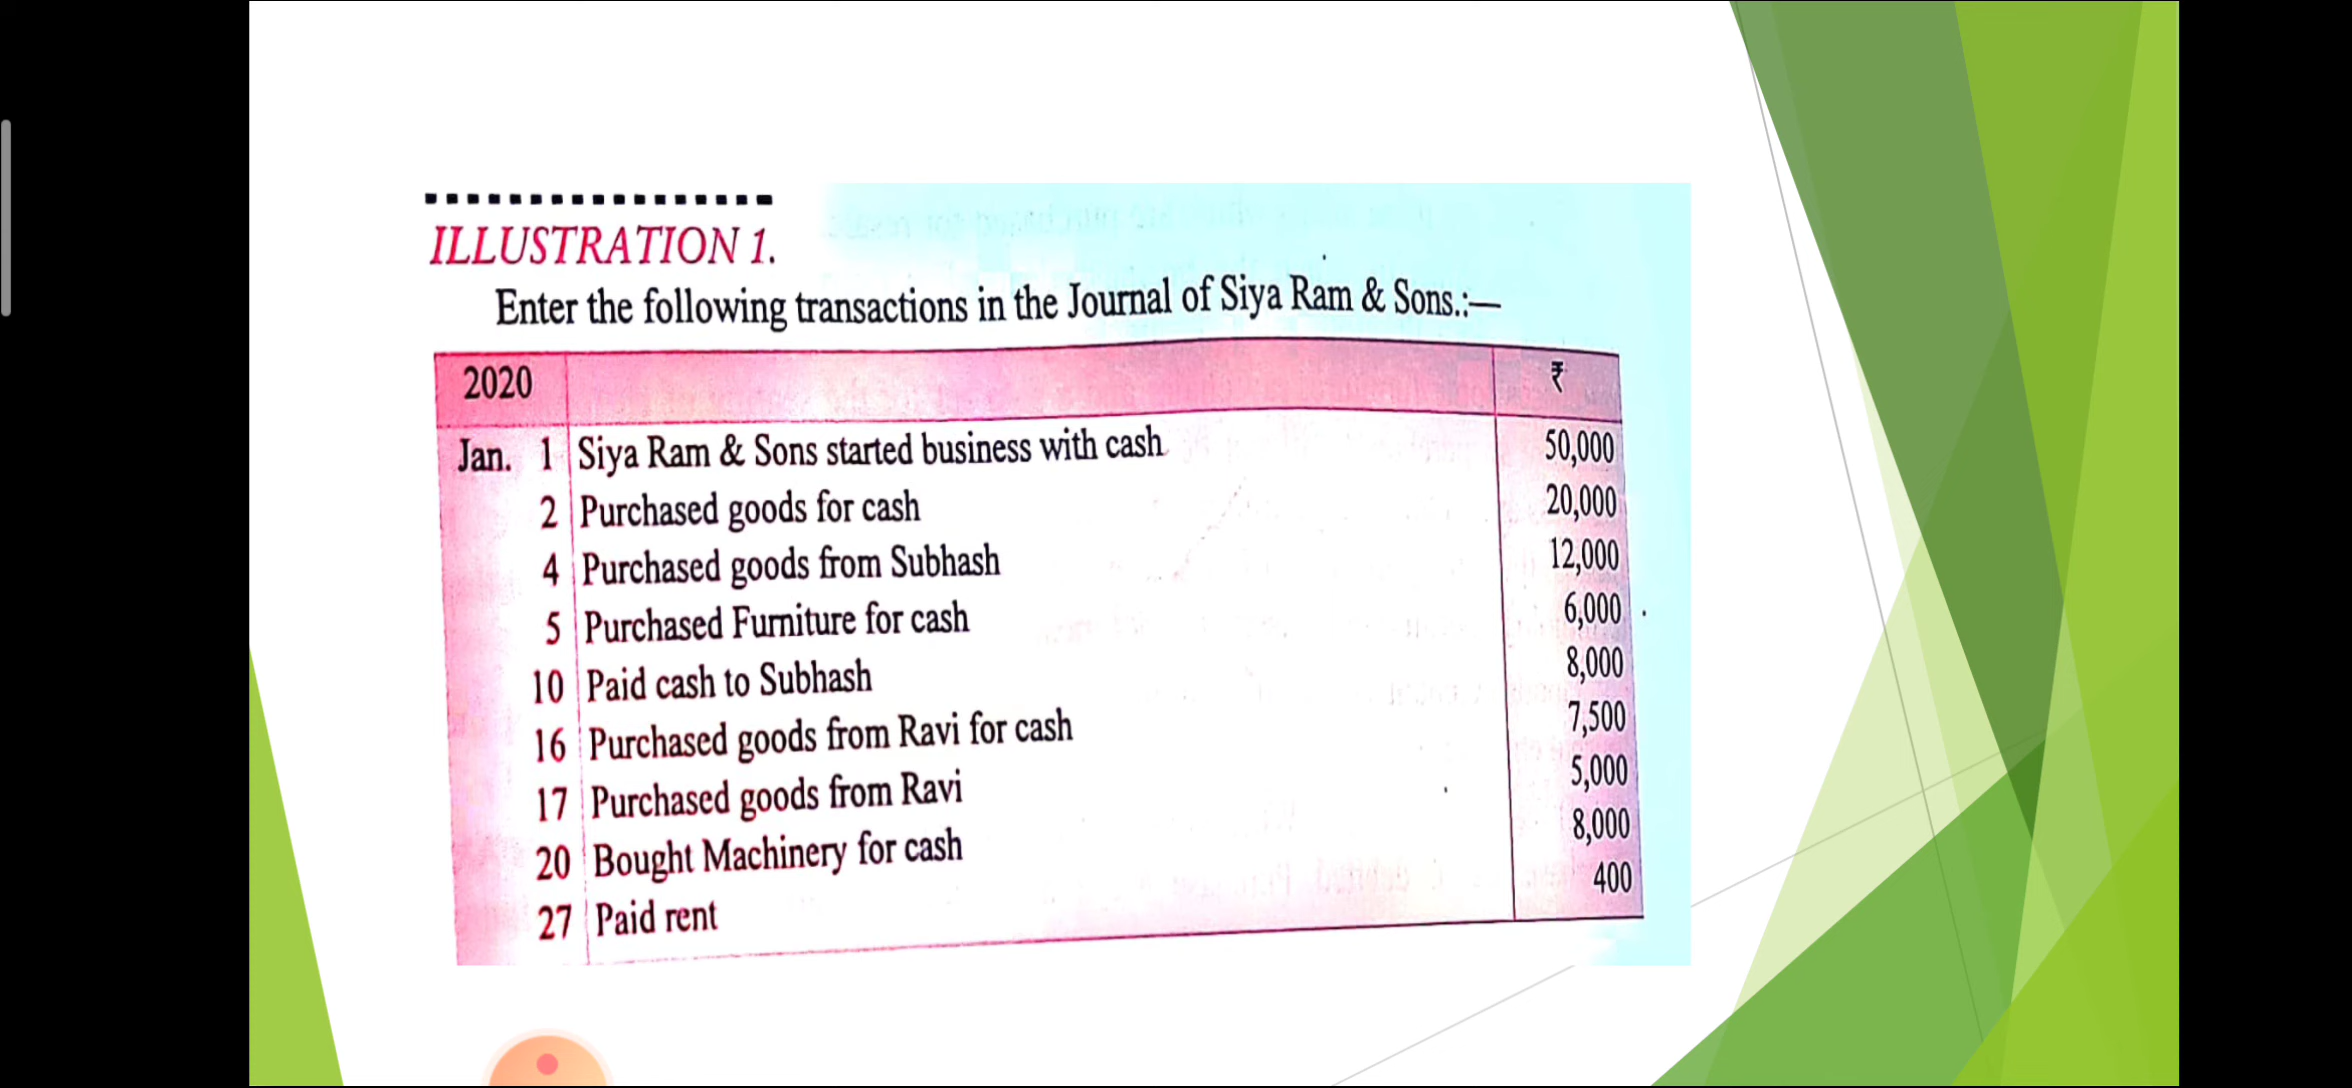 ILLUSTRATION 1.
Enter the following transactions in the Journal of Siya Ram & Sons.:—
2020 ₹
Jan. 1 Siya Ram & Sons started business with cash 50,000
2 Purchased goods for cash 20,000
4 Purchased goods from Subhash 12,000
5 Purchased Furniture for cash 6,000
10 Paid cash to Subhash 8,000
16 Purchased goods from Ravi for cash 7,500
17 Purchased goods from Ravi 5,000
20 Bought Machinery for cash 8,000
27 Paid rent 400